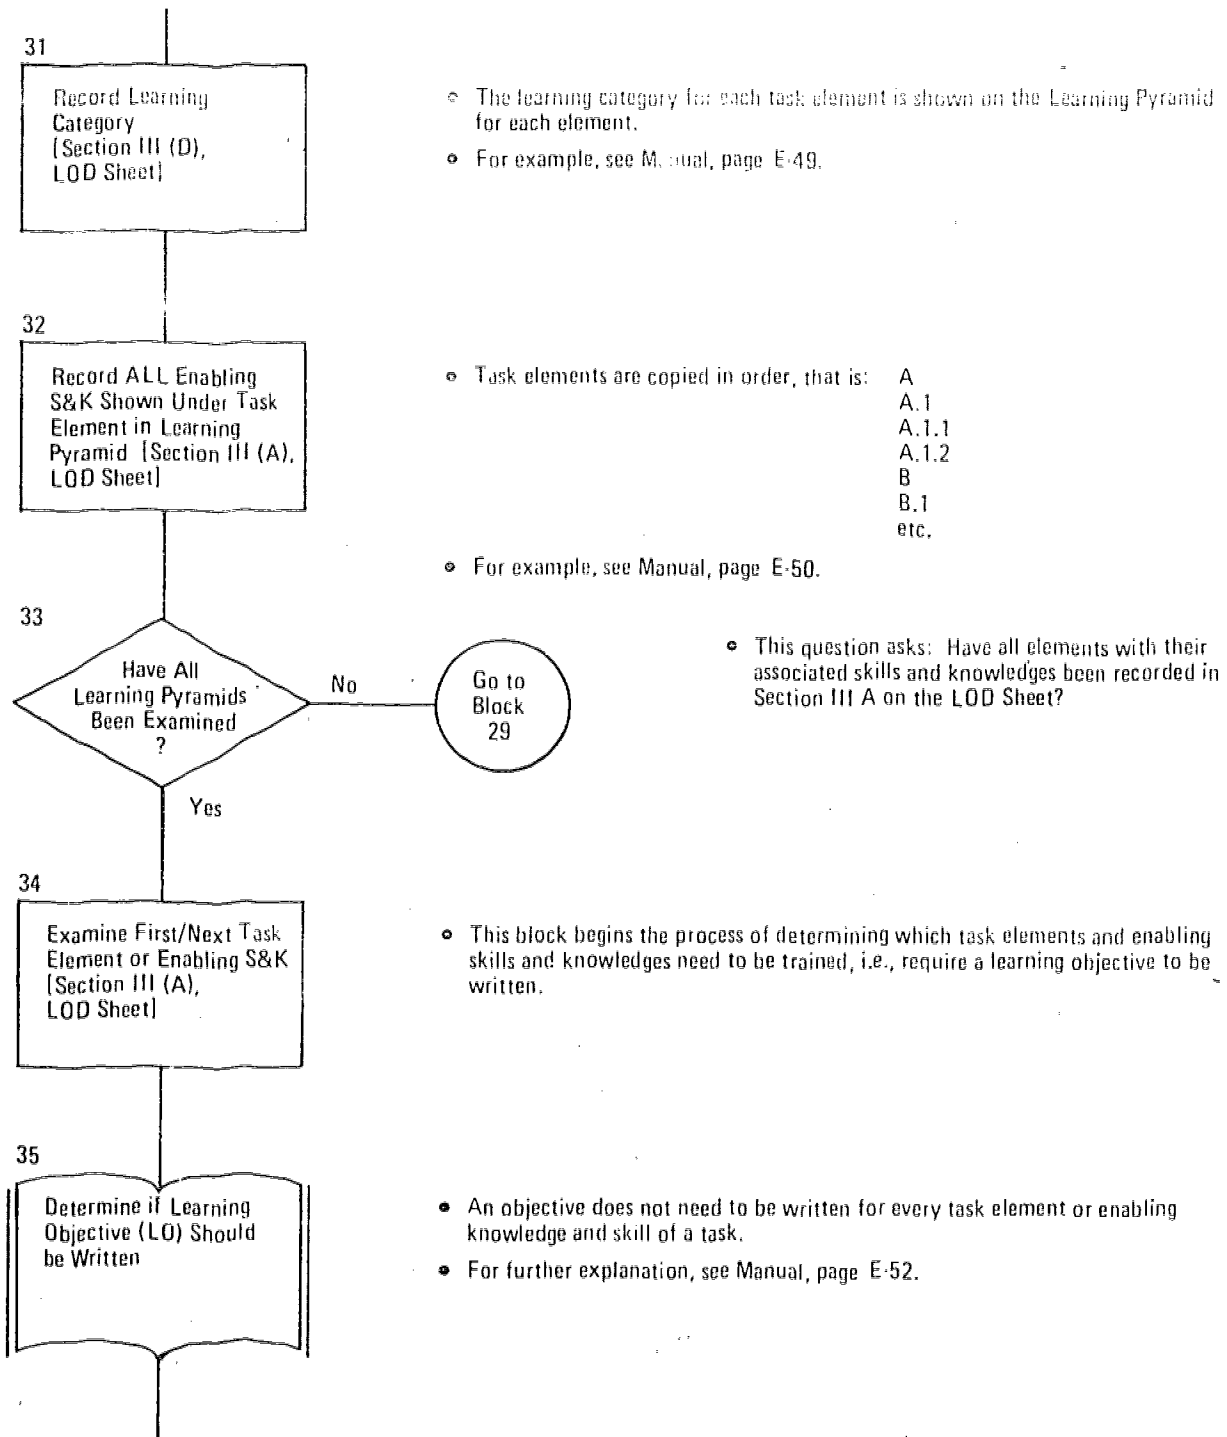 31
Record Learning
Category
[Section III (D),
LOD Sheet]
• The learning category for each task element is shown on the Learning Pyramid
for each element.
• For example, see page E-49.
32
Record ALL Enabling
S&K Shown Under Task
Element in Learning
Pyramid [Section III (A),
LOD Sheet]
• Task elements are copied in order, that is: A
A.1
A.1.1
A.1.2
B
B.1
etc.
• For example, see Manual, page E-50.
33
Have All
Learning Pyramids
Been Examined
?
No
Go to
Block
29
Yes
• This question asks: Have all elements with their
associated skills and knowledges been recorded in
Section III A on the LOD Sheet?
34
Examine First/Next Task
Element or Enabling S&K
[Section III (A),
LOD Sheet]
• This block begins the process of determining which task elements and enabling
skills and knowledges need to be trained, i.e., require a learning objective to be
written.
35
Determine if Learning
Objective (LO) Should
be Written
• An objective does not need to be written for every task element or enabling
knowledge and skill of a task.
• For further explanation, see Manual, page E-52.